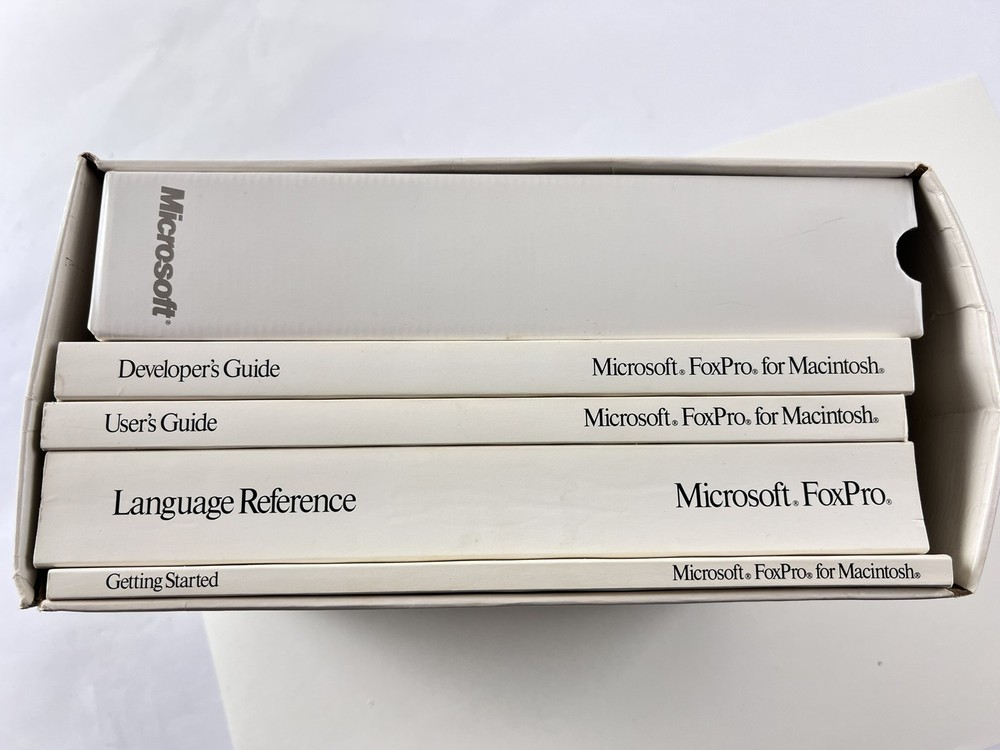 Microsoft®
Developer's Guide Microsoft® FoxPro® for Macintosh®
User's Guide Microsoft® FoxPro® for Macintosh®
Language Reference Microsoft® FoxPro®
Getting Started Microsoft® FoxPro® for Macintosh®